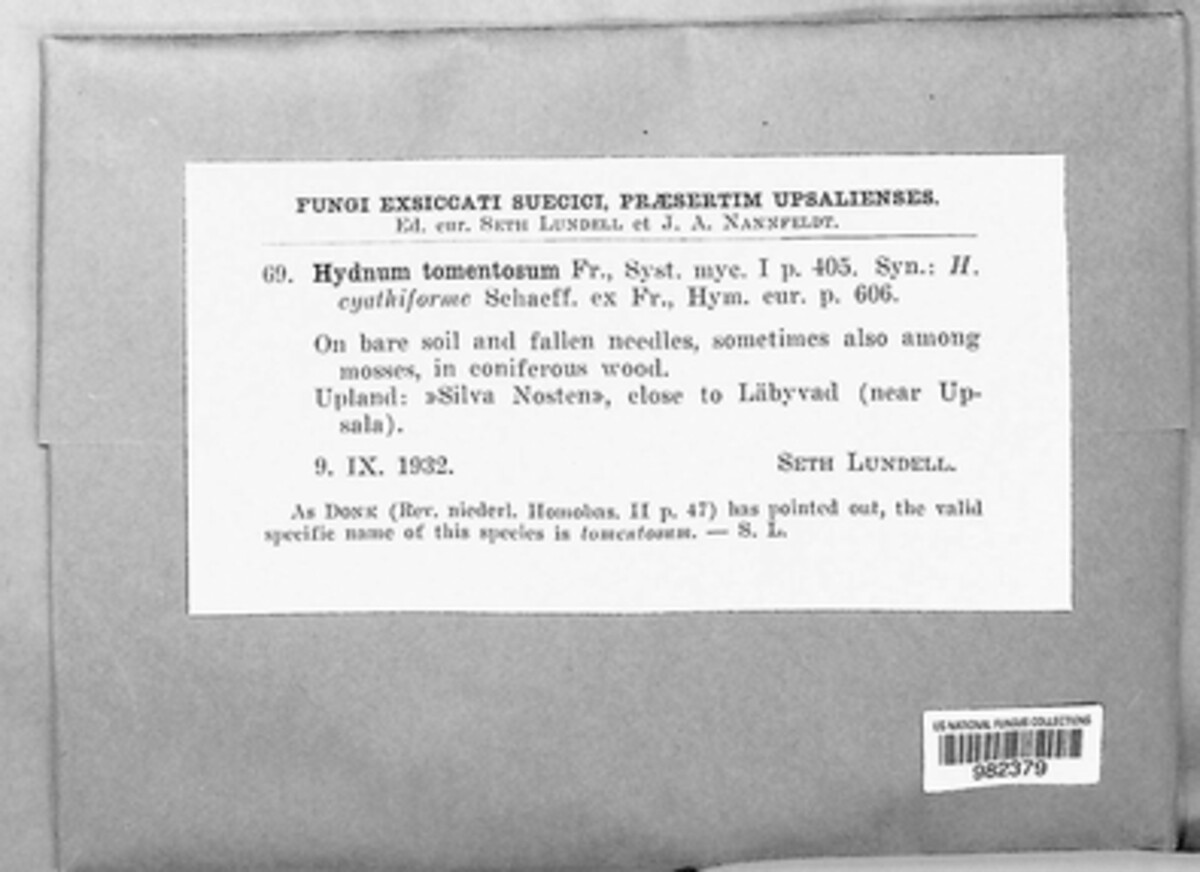 FUNGI EXSICCATI SUECICI, PRÆSERTIM UPSALIENSES.
Ed. cur. SETH LUNDELL et J. A. NANNFELDT.
69. Hydnum tomentosum Fr., Syst. myc. I p. 405. Syn.: H.
cyathiforme Schaeff. ex Fr., Hym. eur. p. 606.
On bare soil and fallen needles, sometimes also among
mosses, in coniferous wood.
Upland: »Silva Nosten», close to Läbyvad (near Up-
sala).
9. IX. 1932. SETH LUNDELL.
As DONK (Rev. niederl. Homobas. II p. 47) has pointed out, the valid
specific name of this species is tomentosum. — S. L.
US NATIONAL FUNGUS COLLECTIONS
982379